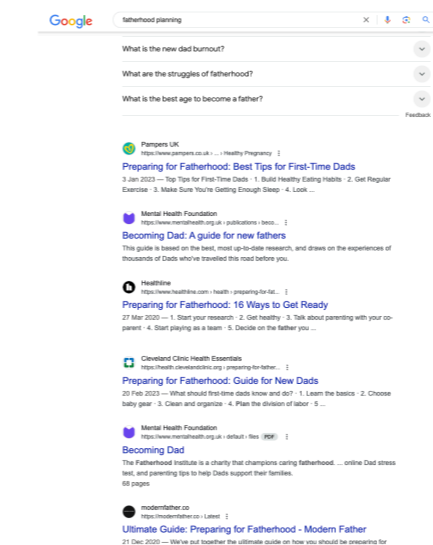 Google
fatherhood planning
What is the new dad burnout?
What are the struggles of fatherhood?
What is the best age to become a father?
Feedback
Pampers UK
https://www.pampers.co.uk › ... › Healthy Pregnancy
Preparing for Fatherhood: Best Tips for First-Time Dads
3 Jan 2023 — Top Tips for First-Time Dads · 1. Build Healthy Eating Habits · 2. Get Regular
Exercise · 3. Make Sure You're Getting Enough Sleep · 4. Look ...
Mental Health Foundation
https://www.mentalhealth.org.uk › publications › beco...
Becoming Dad: A guide for new fathers
This guide is based on the best, most up-to-date research, and draws on the experiences of
thousands of Dads who've travelled this road before you.
Healthline
https://www.healthline.com › health › preparing-for-fat...
Preparing for Fatherhood: 16 Ways to Get Ready
27 Mar 2020 — 1. Start your research · 2. Get healthy · 3. Talk about parenting with your co-
parent · 4. Start playing as a team · 5. Decide on the father you ...
Cleveland Clinic Health Essentials
https://health.clevelandclinic.org › preparing-for-father...
Preparing for Fatherhood: Guide for New Dads
20 Feb 2023 — What should first-time dads know and do? · 1. Learn the basics · 2. Choose
baby gear · 3. Clean and organize · 4. Plan the division of labor · 5 ...
Mental Health Foundation
https://www.mentalhealth.org.uk › default › files PDF
Becoming Dad
The Fatherhood Institute is a charity that champions caring fatherhood. ... online Dad stress
test, and parenting tips to help Dads support their families.
68 pages
modernfather.co
https://modernfather.co › Latest
Ultimate Guide: Preparing for Fatherhood - Modern Father
21 Dec 2020 — We've put together the ultimate guide on how you should be preparing for